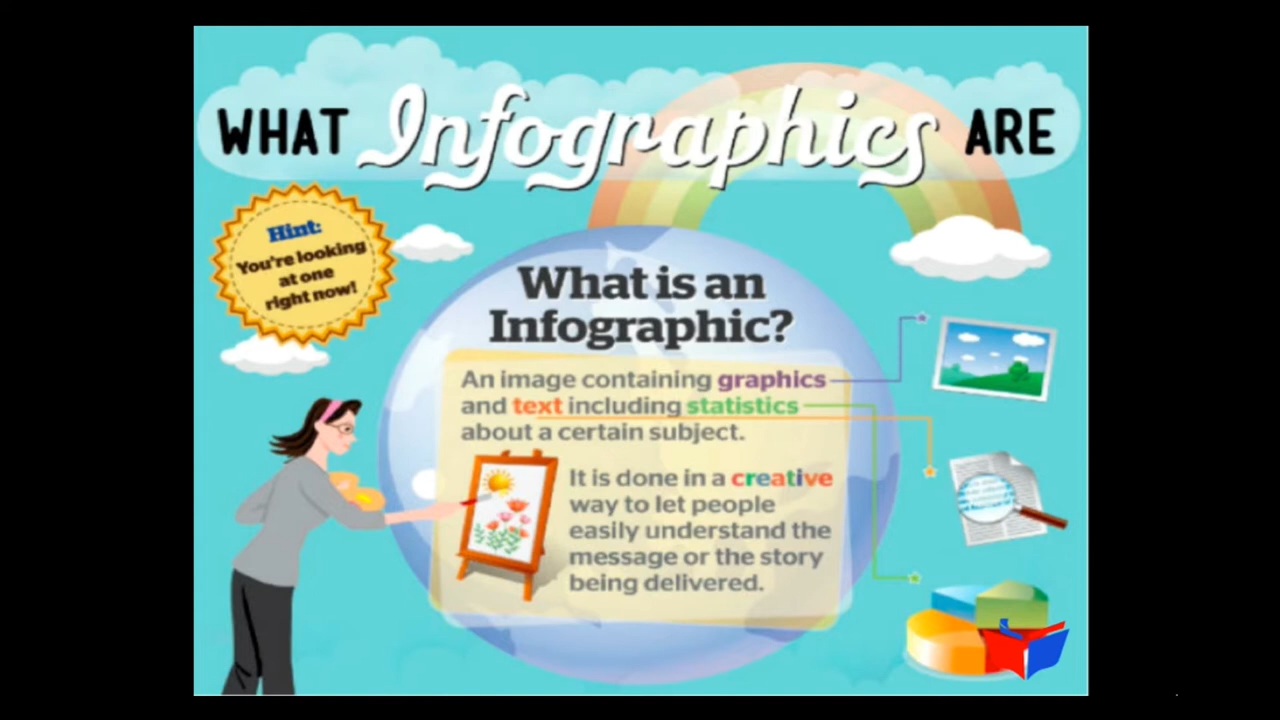 WHAT Infographics ARE
Hint:
You're looking
at one
right now!
What is an
Infographic?
An image containing graphics
and text including statistics
about a certain subject.
It is done in a creative
way to let people
easily understand the
message or the story
being delivered.